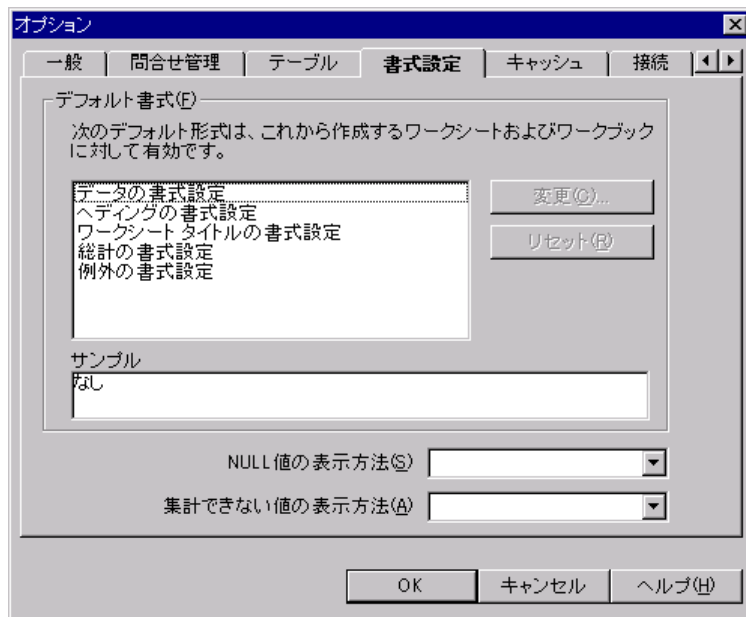 オプション
一般 問合せ管理 テーブル 書式設定 キャッシュ 接続
デフォルト書式(F)
次のデフォルト形式は、これから作成するワークシートおよびワークブック
に対して有効です。
データの書式設定
ヘディングの書式設定
ワークシート タイトルの書式設定
総計の書式設定
例外の書式設定
変更(C)...
リセット(R)
サンプル
なし
NULL値の表示方法(S)
集計できない値の表示方法(A)
OK キャンセル ヘルプ(H)